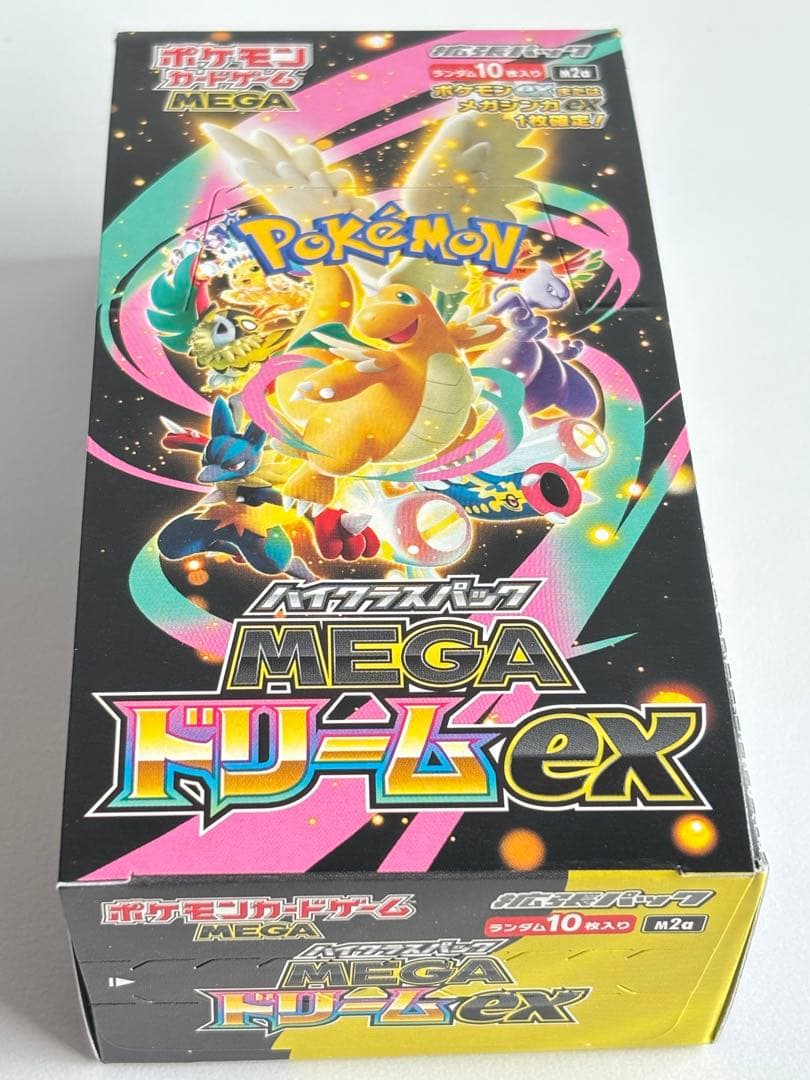 ポケモン
カードゲーム
MEGA
拡張パック
ランダム10枚入り M2a
ポケモンexまたは
メガシンカex
1枚確定!
POKéMON
TM
ハイクラスパック
MEGA
ドリームex
ポケモンカードゲーム
MEGA
拡張パック
ランダム10枚入り M2a
ハイクラスパック
MEGA
ドリームex